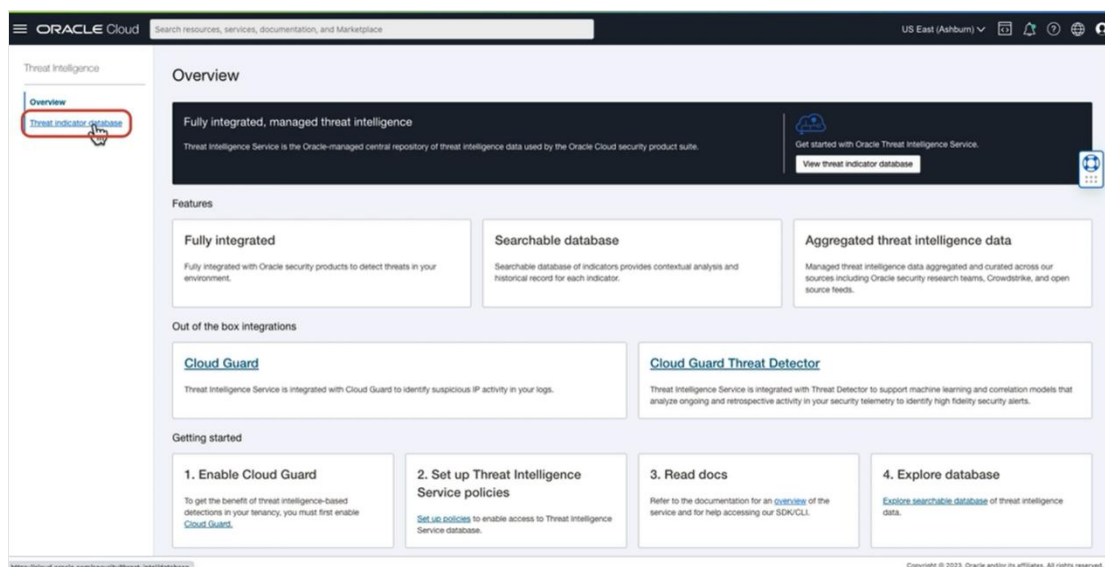 ORACLE Cloud
Search resources, services, documentation, and Marketplace
US East (Ashburn)
Threat Intelligence
Overview
Threat indicator database
Overview
Fully integrated, managed threat intelligence
Threat Intelligence Service is the Oracle-managed central repository of threat intelligence data used by the Oracle Cloud security product suite.
Get started with Oracle Threat Intelligence Service.
View threat indicator database
Features
Fully integrated
Fully integrated with Oracle security products to detect threats in your
environment.
Searchable database
Searchable database of indicators provides contextual analysis and
historical record for each indicator.
Aggregated threat intelligence data
Managed threat intelligence data aggregated and curated across our
sources including Oracle security research teams, Crowdstrike, and open
source feeds.
Out of the box integrations
Cloud Guard
Threat Intelligence Service is integrated with Cloud Guard to identify suspicious IP activity in your logs.
Cloud Guard Threat Detector
Threat Intelligence Service is integrated with Threat Detector to support machine learning and correlation models that
analyze ongoing and retrospective activity in your security telemetry to identify high fidelity security alerts.
Getting started
1. Enable Cloud Guard
To get the benefit of threat intelligence-based
detections in your tenancy, you must first enable
Cloud Guard.
2. Set up Threat Intelligence
Service policies
Set up policies to enable access to Threat Intelligence
Service database.
3. Read docs
Refer to the documentation for an overview of the
service and for help accessing our SDK/CLI.
4. Explore database
Explore searchable database of threat intelligence
data.
Copyright © 2023, Oracle and/or its affiliates. All rights reserved.